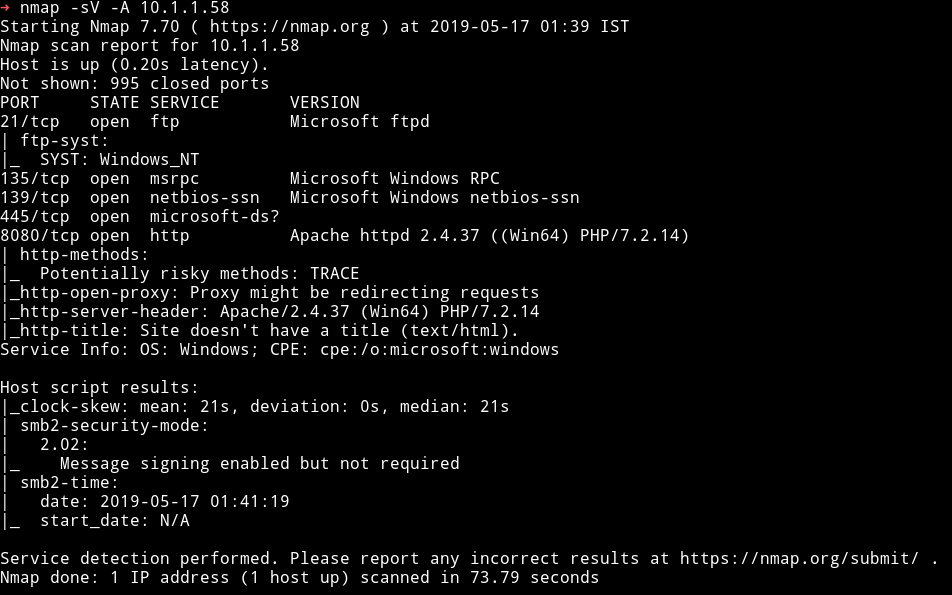 → nmap -sV -A 10.1.1.58
Starting Nmap 7.70 ( https://nmap.org ) at 2019-05-17 01:39 IST
Nmap scan report for 10.1.1.58
Host is up (0.20s latency).
Not shown: 995 closed ports
PORT     STATE SERVICE       VERSION
21/tcp   open  ftp           Microsoft ftpd
| ftp-syst:
|_  SYST: Windows_NT
135/tcp  open  msrpc         Microsoft Windows RPC
139/tcp  open  netbios-ssn   Microsoft Windows netbios-ssn
445/tcp  open  microsoft-ds?
8080/tcp open  http          Apache httpd 2.4.37 ((Win64) PHP/7.2.14)
| http-methods:
|_  Potentially risky methods: TRACE
|_http-open-proxy: Proxy might be redirecting requests
|_http-server-header: Apache/2.4.37 (Win64) PHP/7.2.14
|_http-title: Site doesn't have a title (text/html).
Service Info: OS: Windows; CPE: cpe:/o:microsoft:windows

Host script results:
|_clock-skew: mean: 21s, deviation: 0s, median: 21s
| smb2-security-mode:
|   2.02:
|_    Message signing enabled but not required
| smb2-time:
|   date: 2019-05-17 01:41:19
|_  start_date: N/A

Service detection performed. Please report any incorrect results at https://nmap.org/submit/ .
Nmap done: 1 IP address (1 host up) scanned in 73.79 seconds